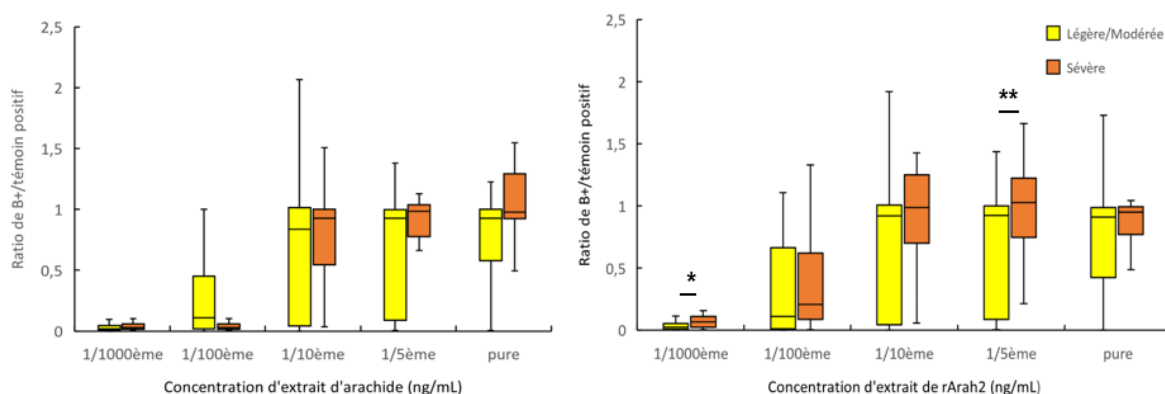 2,5
2
1,5
1
0,5
0
Ratio de B+/témoin positif
1/1000ème 1/100ème 1/10ème 1/5ème pure
Concentration d'extrait d'arachide (ng/mL)
2,5
2
1,5
1
0,5
0
Ratio de B+/témoin positif
Légère/Modérée
Sévère
*
**
1/1000ème 1/100ème 1/10ème 1/5ème pure
Concentration d'extrait de rArah2 (ng/mL)